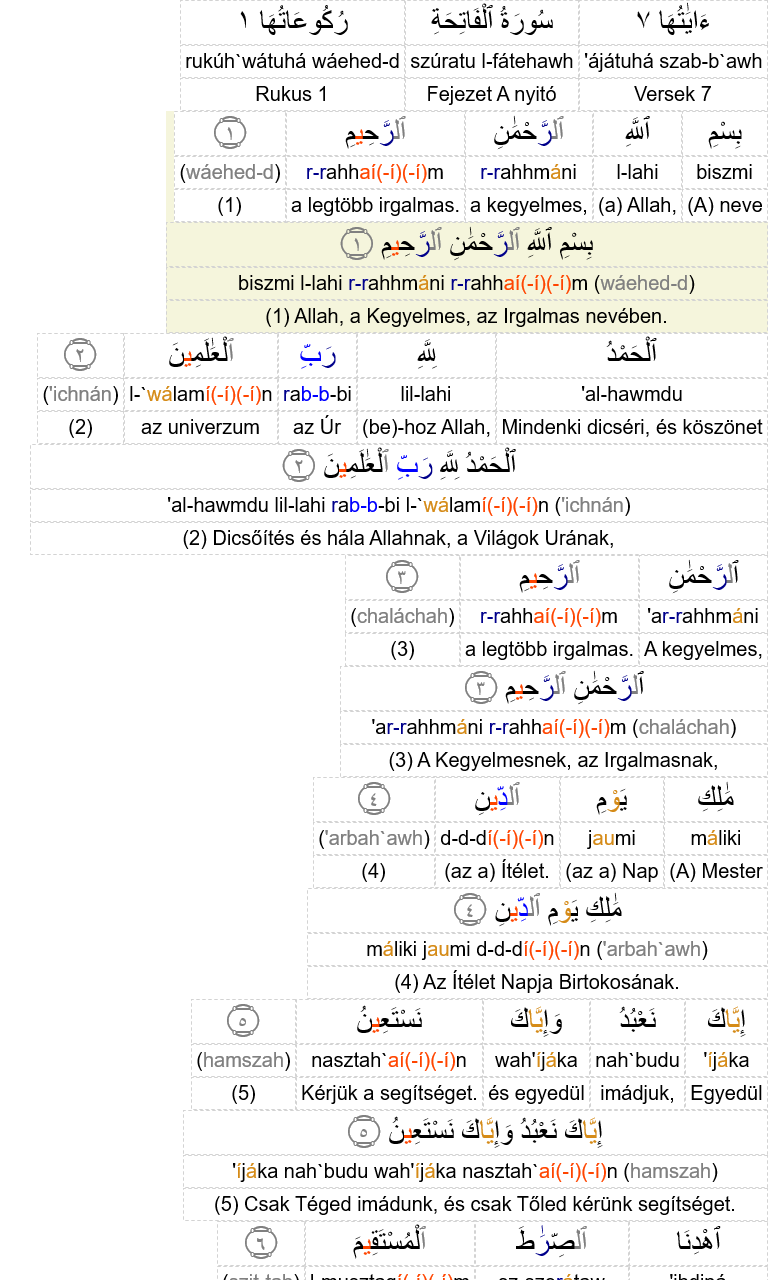 ءَايَٰتُهَا ٧ سُورَةُ ٱلْفَاتِحَةِ رُكُوعَاتُهَا ١
'ájátuhá szab-b`awh szúratu l-fátehawh rukúh`wátuhá wáehed-d
Versek 7 Fejezet A nyitó Rukus 1
بِسْمِ ٱللَّهِ ٱلرَّحْمَٰنِ ٱلرَّحِيمِ ١
biszmi l-lahi r-rahhmáni r-rahhaí(-í)(-í)m (wáehed-d)
(A) neve (a) Allah, a kegyelmes, a legtöbb irgalmas. (1)
بِسْمِ ٱللَّهِ ٱلرَّحْمَٰنِ ٱلرَّحِيمِ ١
biszmi l-lahi r-rahhmáni r-rahhaí(-í)(-í)m (wáehed-d)
(1) Allah, a Kegyelmes, az Irgalmas nevében.
ٱلْحَمْدُ لِلَّهِ رَبِّ ٱلْعَٰلَمِينَ ٢
'al-hawmdu lil-lahi rab-b-bi l-`wálamí(-í)(-í)n ('ichnán)
Mindenki dicséri, és köszönet (be)-hoz Allah, az Úr az univerzum (2)
ٱلْحَمْدُ لِلَّهِ رَبِّ ٱلْعَٰلَمِينَ ٢
'al-hawmdu lil-lahi rab-b-bi l-`wálamí(-í)(-í)n ('ichnán)
(2) Dicsőítés és hála Allahnak, a Világok Urának,
ٱلرَّحْمَٰنِ ٱلرَّحِيمِ ٣
'ar-rahhmáni r-rahhaí(-í)(-í)m (chaláchah)
A kegyelmes, a legtöbb irgalmas. (3)
ٱلرَّحْمَٰنِ ٱلرَّحِيمِ ٣
'ar-rahhmáni r-rahhaí(-í)(-í)m (chaláchah)
(3) A Kegyelmesnek, az Irgalmasnak,
مَٰلِكِ يَوْمِ ٱلدِّينِ ٤
máliki jaumi d-d-dí(-í)(-í)n ('arbah`awh)
(A) Mester (az a) Nap (az a) Ítélet. (4)
مَٰلِكِ يَوْمِ ٱلدِّينِ ٤
máliki jaumi d-d-dí(-í)(-í)n ('arbah`awh)
(4) Az Ítélet Napja Birtokosának.
إِيَّاكَ نَعْبُدُ وَإِيَّاكَ نَسْتَعِينُ ٥
'íjáka nah`budu wah'íjáka nasztah`aí(-í)(-í)n (hamszah)
Egyedül imádjuk, és egyedül Kérjük a segítséget. (5)
إِيَّاكَ نَعْبُدُ وَإِيَّاكَ نَسْتَعِينُ ٥
'íjáka nah`budu wah'íjáka nasztah`aí(-í)(-í)n (hamszah)
(5) Csak Téged imádunk, és csak Tőled kérünk segítséget.
ٱهْدِنَا ٱلصِّرَٰطَ ٱلْمُسْتَقِيمَ ٦